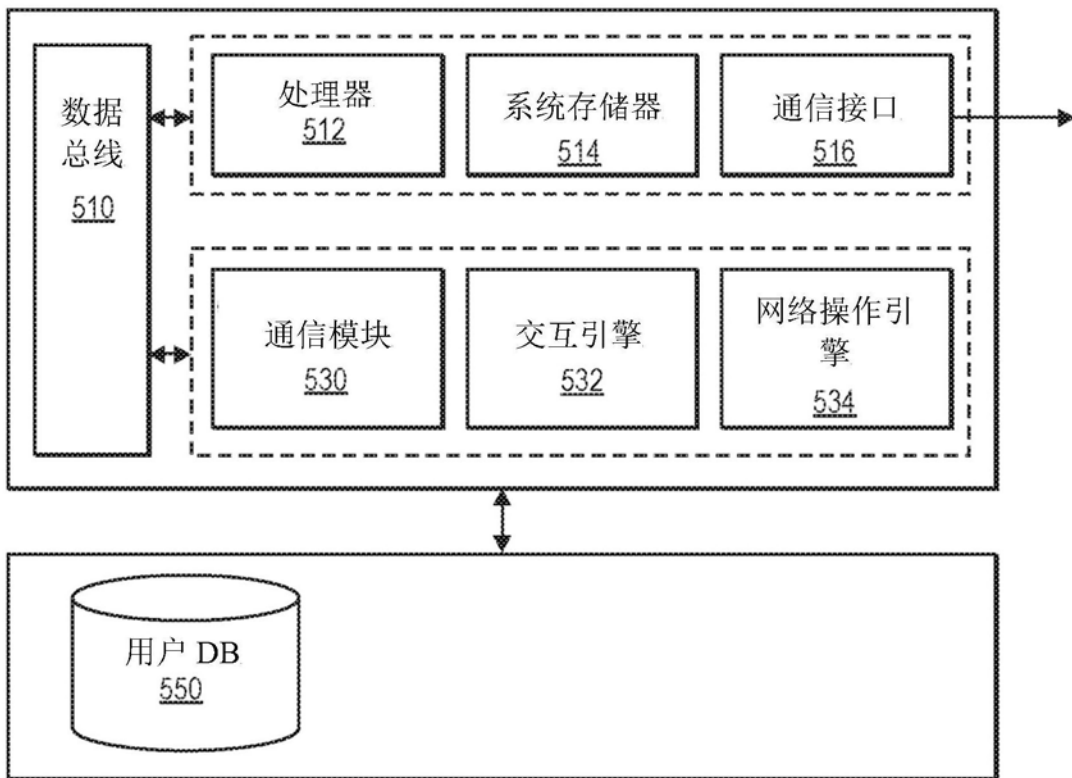 数据
总线
510
处理器
512
系统存储器
514
通信接口
516
通信模块
530
交互引擎
532
网络操作引
擎
534
用户 DB
550